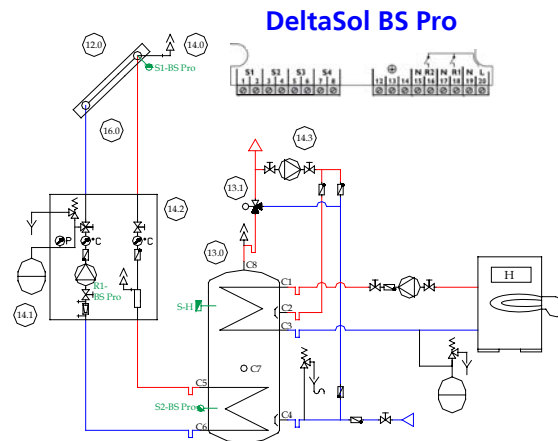 DeltaSol BS Pro
12.0
14.0
S1-BS Pro
S1 S2 S3 S4
1 2 3 4 5 6 7 8
N R2 N R1 N L
12 13 14 15 16 17 18 19 20
16.0
14.3
13.1
14.2
P °C °C
13.0
C8
R1-
BS Pro
14.1
S-H
C1
C2
C3
H
C7
C5
S2-BS Pro
C4
C6